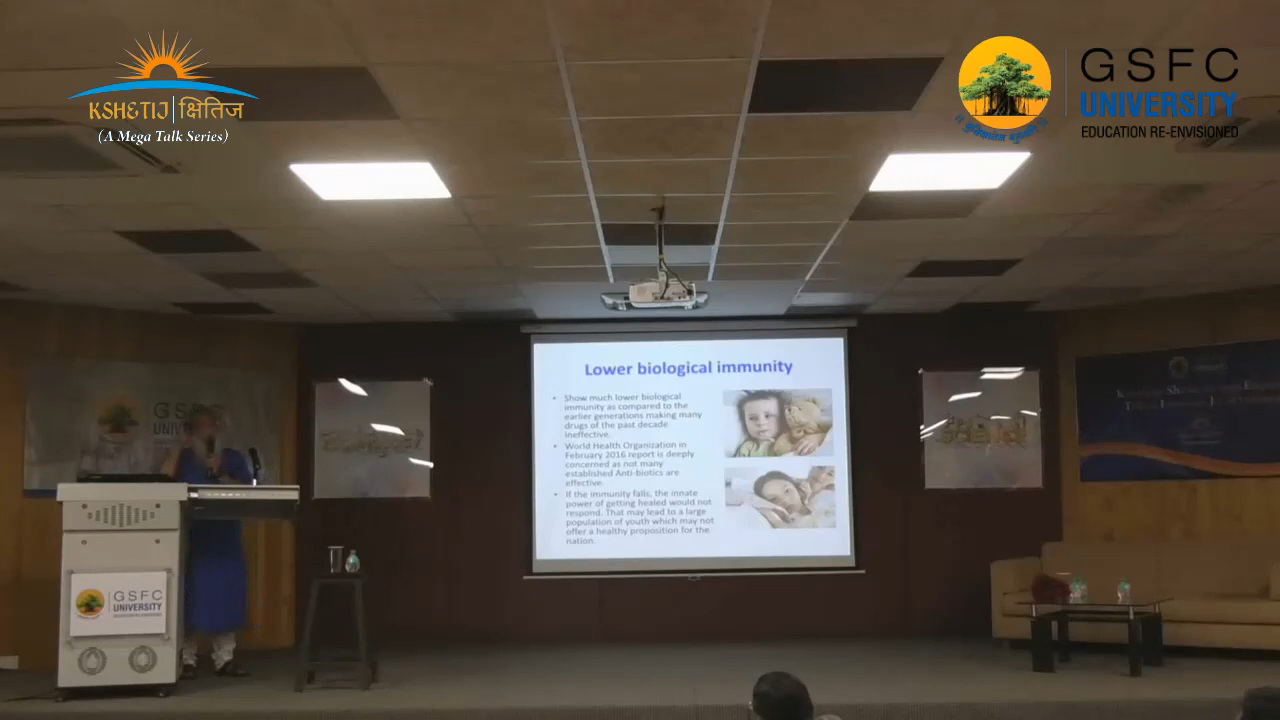 KSHETIJ | क्षितिज
(A Mega Talk Series)
GSFC
UNIVERSITY
EDUCATION RE-ENVISIONED
Lower biological immunity
• Show much lower biological
immunity as compared to the
earlier generations making many
drugs of the past decade
ineffective.
• World Health Organization in
February 2016 report is deeply
concerned as not many
established Anti-biotics are
effective.
• If the immunity falls, the innate
power of getting healed would not
respond. That may lead to a large
population of youth which may not
offer a healthy proposition for the
nation.
GSFC
GSFC
UNIVERSITY